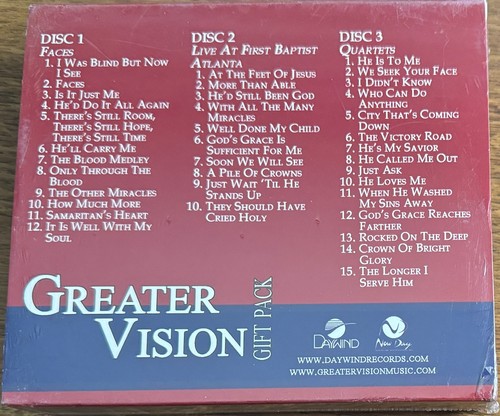 DISC 1
FACES
1. I WAS BLIND BUT NOW
I SEE
2. FACES
3. IS IT JUST ME
4. HE'D DO IT ALL AGAIN
5. THERE'S STILL ROOM,
THERE'S STILL HOPE,
THERE'S STILL TIME
6. HE'LL CARRY ME
7. THE BLOOD MEDLEY
8. ONLY THROUGH THE
BLOOD
9. THE OTHER MIRACLES
10. HOW MUCH MORE
11. SAMARITAN'S HEART
12. IT IS WELL WITH MY
SOUL
DISC 2
LIVE AT FIRST BAPTIST
ATLANTA
1. AT THE FEET OF JESUS
2. MORE THAN ABLE
3. HE'D STILL BEEN GOD
4. WITH ALL THE MANY
MIRACLES
5. WELL DONE MY CHILD
6. GOD'S GRACE IS
SUFFICIENT FOR ME
7. SOON WE WILL SEE
8. A PILE OF CROWNS
9. JUST WAIT 'TIL HE
STANDS UP
10. THEY SHOULD HAVE
CRIED HOLY
DISC 3
QUARTETS
1. HE IS TO ME
2. WE SEEK YOUR FACE
3. I DIDN'T KNOW
4. WHO CAN DO
ANYTHING
5. CITY THAT'S COMING
DOWN
6. THE VICTORY ROAD
7. HE'S MY SAVIOR
8. HE CALLED ME OUT
9. JUST ASK
10. HE LOVES ME
11. WHEN HE WASHED
MY SINS AWAY
12. GOD'S GRACE REACHES
FARTHER
13. ROCKED ON THE DEEP
14. CROWN OF BRIGHT
GLORY
15. THE LONGER I
SERVE HIM
GREATER
VISION
GIFT PACK
DAYWIND
New Day
WWW.DAYWINDRECORDS.COM
WWW.GREATERVISIONMUSIC.COM